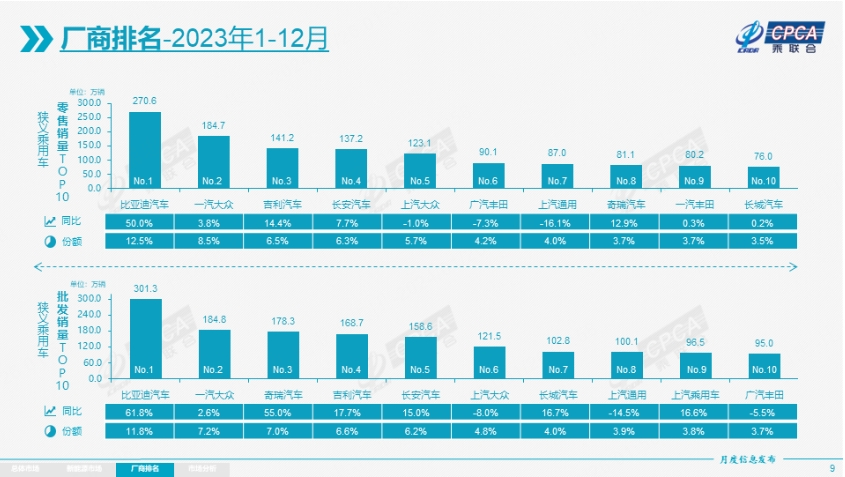 厂商排名-2023年1-12月
CPCA
乘联会
单位：万辆
狭义乘用车
零售销量TOP10
300.0
250.0
200.0
150.0
100.0
50.0
0.0
270.6 184.7 141.2 137.2 123.1 90.1 87.0 81.1 80.2 76.0
No.1 No.2 No.3 No.4 No.5 No.6 No.7 No.8 No.9 No.10
比亚迪汽车 一汽大众 吉利汽车 长安汽车 上汽大众 广汽丰田 上汽通用 奇瑞汽车 一汽丰田 长城汽车
同比 50.0% 3.8% 14.4% 7.7% -1.0% -7.3% -16.1% 12.9% 0.3% 0.2%
份额 12.5% 8.5% 6.5% 6.3% 5.7% 4.2% 4.0% 3.7% 3.7% 3.5%
单位：万辆
狭义乘用车
批发销量TOP10
300.0
240.0
180.0
120.0
60.0
0.0
301.3 184.8 178.3 168.7 158.6 121.5 102.8 100.1 96.5 95.0
No.1 No.2 No.3 No.4 No.5 No.6 No.7 No.8 No.9 No.10
比亚迪汽车 一汽大众 奇瑞汽车 吉利汽车 长安汽车 上汽大众 长城汽车 上汽通用 上汽乘用车 广汽丰田
同比 61.8% 2.6% 55.0% 17.7% 15.0% -8.0% 16.7% -14.5% 16.6% -5.5%
份额 11.8% 7.2% 7.0% 6.6% 6.2% 4.8% 4.0% 3.9% 3.8% 3.7%
月度信息发布
总体市场 新能源市场 厂商排名 市场分析
9